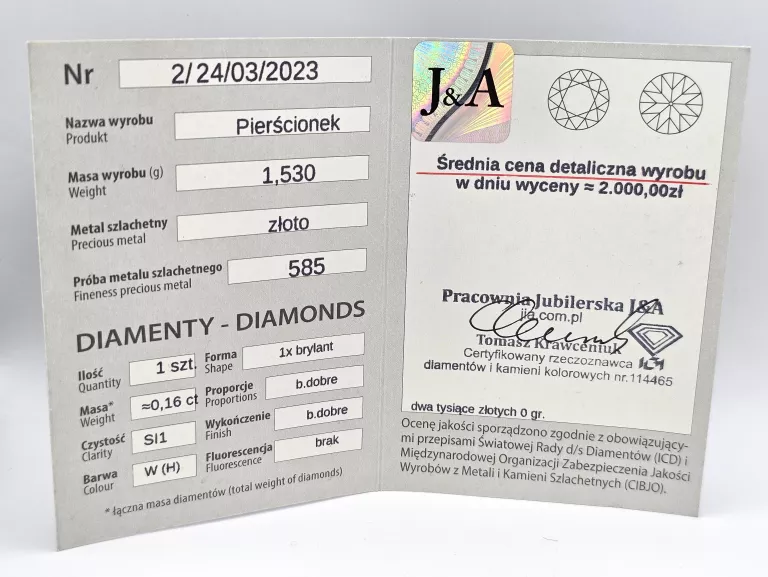 Nr 2/24/03/2023
Nazwa wyrobu
Produkt
Pierścionek
Masa wyrobu (g)
Weight
1,530
Metal szlachetny
Precious metal
złoto
Próba metalu szlachetnego
Fineness precious metal
585
DIAMENTY - DIAMONDS
Ilość
Quantity
1 szt.
Forma
Shape
1x brylant
Masa*
Weight
≈0,16 ct
Proporcje
Proportions
b.dobre
Czystość
Clarity
SI1
Wykończenie
Finish
b.dobre
Barwa
Colour
W (H)
Fluorescencja
Fluorescence
brak
* łączna masa diamentów (total weight of diamonds)
J&A
Średnia cena detaliczna wyrobu
w dniu wyceny ≈ 2.000,00zł
Pracownia Jubilerska J&A
jia.com.pl
Tomasz Krawceniuk
Certyfikowany rzeczoznawca
diamentów i kamieni kolorowych nr.114465
dwa tysiące złotych 0 gr.
Ocenę jakości sporządzono zgodnie z obowiązujący-
mi przepisami Światowej Rady d/s Diamentów (ICD) i
Międzynarodowej Organizacji Zabezpieczenia Jakości
Wyrobów z Metali i Kamieni Szlachetnych (CIBJO).